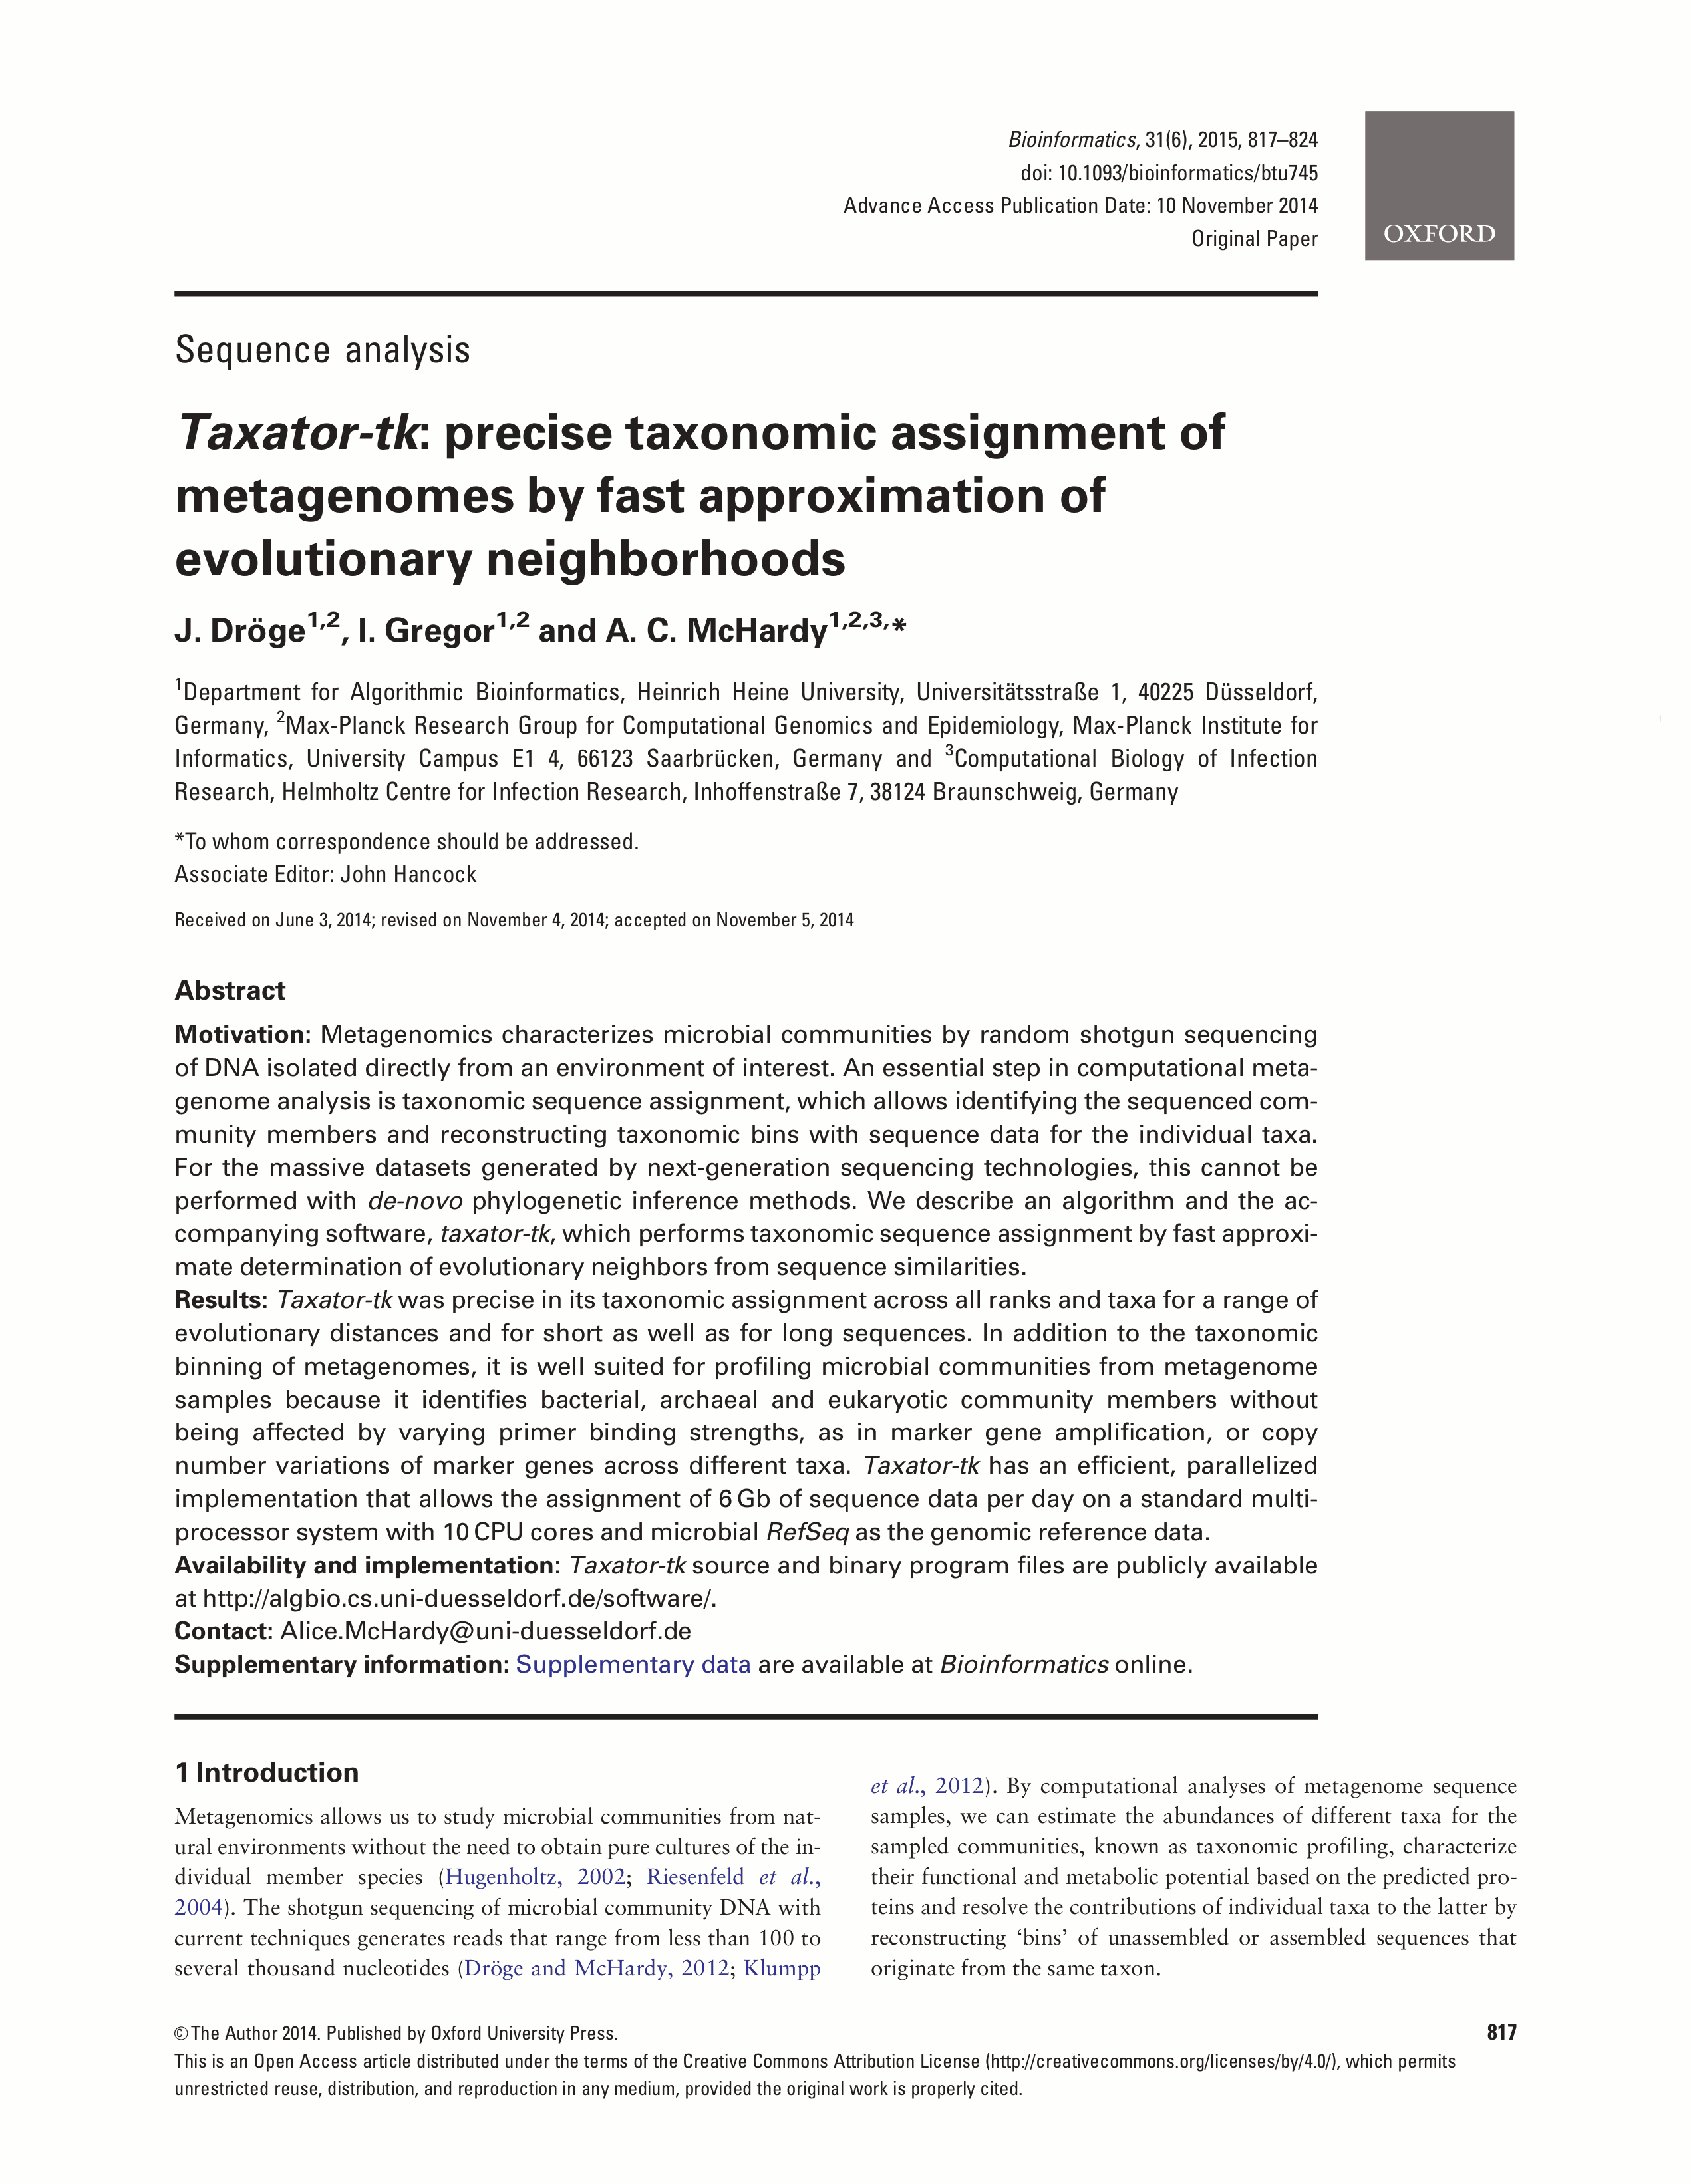 Bioinformatics, 31(6), 2015, 817–824
doi: 10.1093/bioinformatics/btu745
Advance Access Publication Date: 10 November 2014
Original Paper
OXFORD
Sequence analysis
Taxator-tk: precise taxonomic assignment of
metagenomes by fast approximation of
evolutionary neighborhoods
J. Dröge1,2, I. Gregor1,2 and A. C. McHardy1,2,3,*
1Department for Algorithmic Bioinformatics, Heinrich Heine University, Universitätsstraße 1, 40225 Düsseldorf,
Germany, 2Max-Planck Research Group for Computational Genomics and Epidemiology, Max-Planck Institute for
Informatics, University Campus E1 4, 66123 Saarbrücken, Germany and 3Computational Biology of Infection
Research, Helmholtz Centre for Infection Research, Inhoffenstraße 7, 38124 Braunschweig, Germany
*To whom correspondence should be addressed.
Associate Editor: John Hancock
Received on June 3, 2014; revised on November 4, 2014; accepted on November 5, 2014
Abstract
Motivation: Metagenomics characterizes microbial communities by random shotgun sequencing
of DNA isolated directly from an environment of interest. An essential step in computational meta-
genome analysis is taxonomic sequence assignment, which allows identifying the sequenced com-
munity members and reconstructing taxonomic bins with sequence data for the individual taxa.
For the massive datasets generated by next-generation sequencing technologies, this cannot be
performed with de-novo phylogenetic inference methods. We describe an algorithm and the ac-
companying software, taxator-tk, which performs taxonomic sequence assignment by fast approxi-
mate determination of evolutionary neighbors from sequence similarities.
Results: Taxator-tk was precise in its taxonomic assignment across all ranks and taxa for a range of
evolutionary distances and for short as well as for long sequences. In addition to the taxonomic
binning of metagenomes, it is well suited for profiling microbial communities from metagenome
samples because it identifies bacterial, archaeal and eukaryotic community members without
being affected by varying primer binding strengths, as in marker gene amplification, or copy
number variations of marker genes across different taxa. Taxator-tk has an efficient, parallelized
implementation that allows the assignment of 6 Gb of sequence data per day on a standard multi-
processor system with 10 CPU cores and microbial RefSeq as the genomic reference data.
Availability and implementation: Taxator-tk source and binary program files are publicly available
at http://algbio.cs.uni-duesseldorf.de/software/.
Contact: Alice.McHardy@uni-duesseldorf.de
Supplementary information: Supplementary data are available at Bioinformatics online.
1 Introduction
Metagenomics allows us to study microbial communities from nat-
ural environments without the need to obtain pure cultures of the in-
dividual member species (Hugenholtz, 2002; Riesenfeld et al.,
2004). The shotgun sequencing of microbial community DNA with
current techniques generates reads that range from less than 100 to
several thousand nucleotides (Dröge and McHardy, 2012; Klumpp
et al., 2012). By computational analyses of metagenome sequence
samples, we can estimate the abundances of different taxa for the
sampled communities, known as taxonomic profiling, characterize
their functional and metabolic potential based on the predicted pro-
teins and resolve the contributions of individual taxa to the latter by
reconstructing ‘bins’ of unassembled or assembled sequences that
originate from the same taxon.
© The Author 2014. Published by Oxford University Press.
817
This is an Open Access article distributed under the terms of the Creative Commons Attribution License (http://creativecommons.org/licenses/by/4.0/), which permits
unrestricted reuse, distribution, and reproduction in any medium, provided the original work is properly cited.